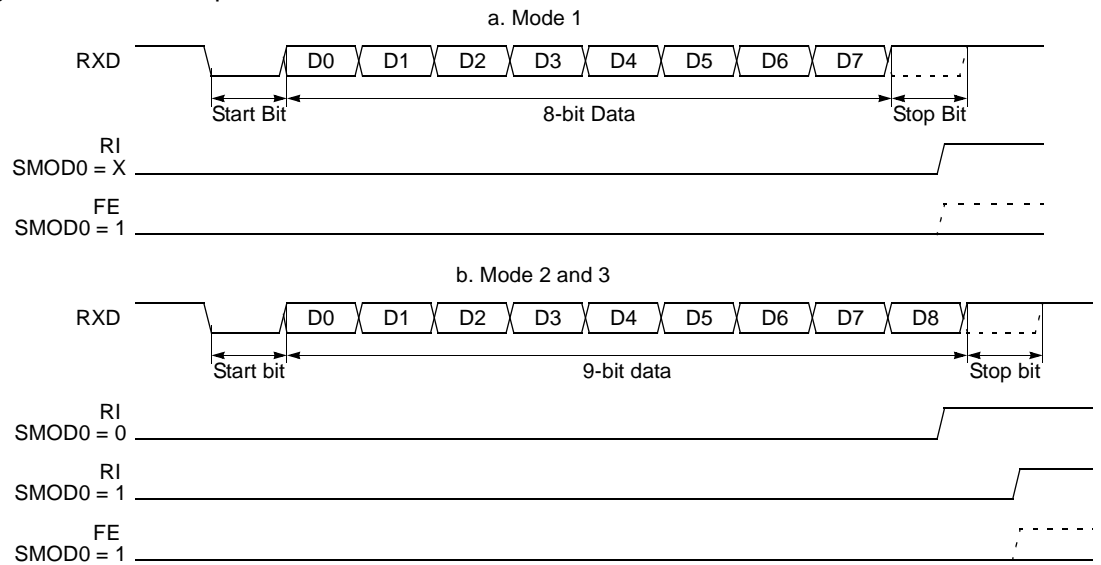 a. Mode 1
RXD D0 D1 D2 D3 D4 D5 D6 D7
Start Bit 8-bit Data Stop Bit
RI
SMOD0 = X
FE
SMOD0 = 1
b. Mode 2 and 3
RXD D0 D1 D2 D3 D4 D5 D6 D7 D8
Start bit 9-bit data Stop bit
RI
SMOD0 = 0
RI
SMOD0 = 1
FE
SMOD0 = 1